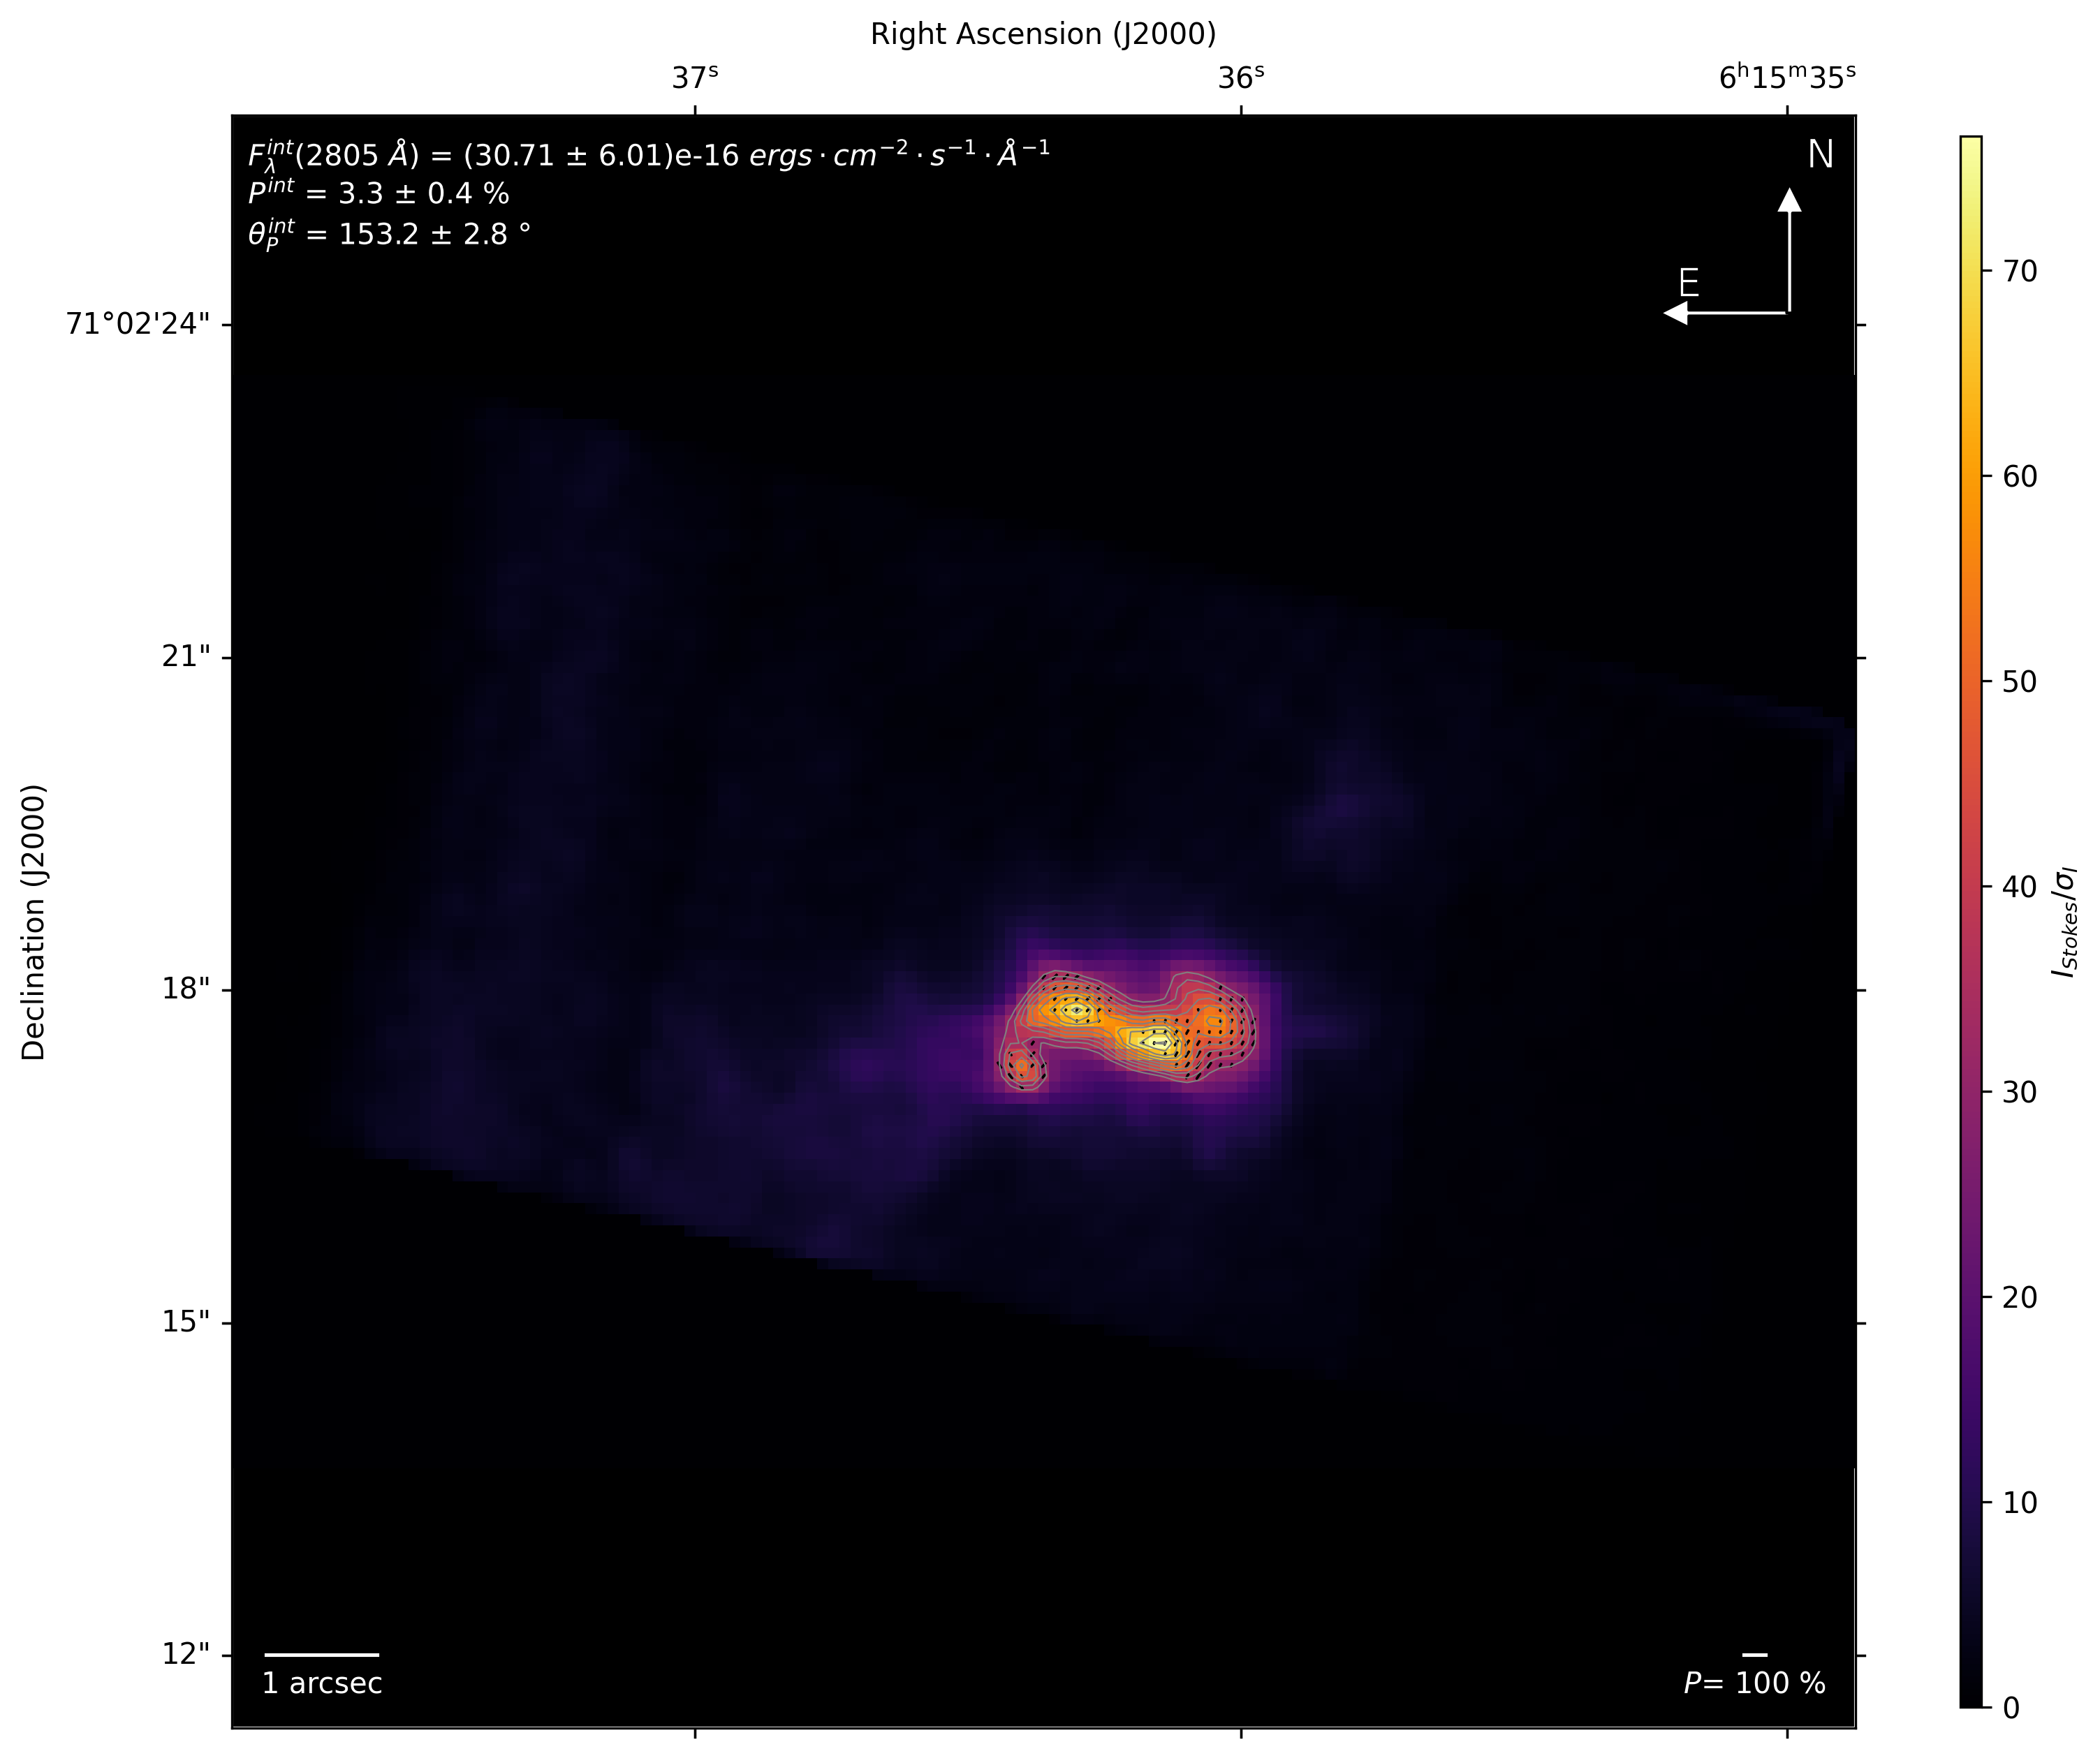 Right Ascension (J2000)
37ˢ 36ˢ 6ʰ15ᵐ35ˢ
F_λ^int(2805 Å) = (30.71 ± 6.01)e-16 ergs · cm⁻² · s⁻¹ · Å⁻¹
P^int = 3.3 ± 0.4 %
θ_P^int = 153.2 ± 2.8 °
N
E
71°02'24"
21"
18"
15"
12"
Declination (J2000)
1 arcsec
P= 100 %
70
60
50
40
30
20
10
0
I_Stokes/σ_I